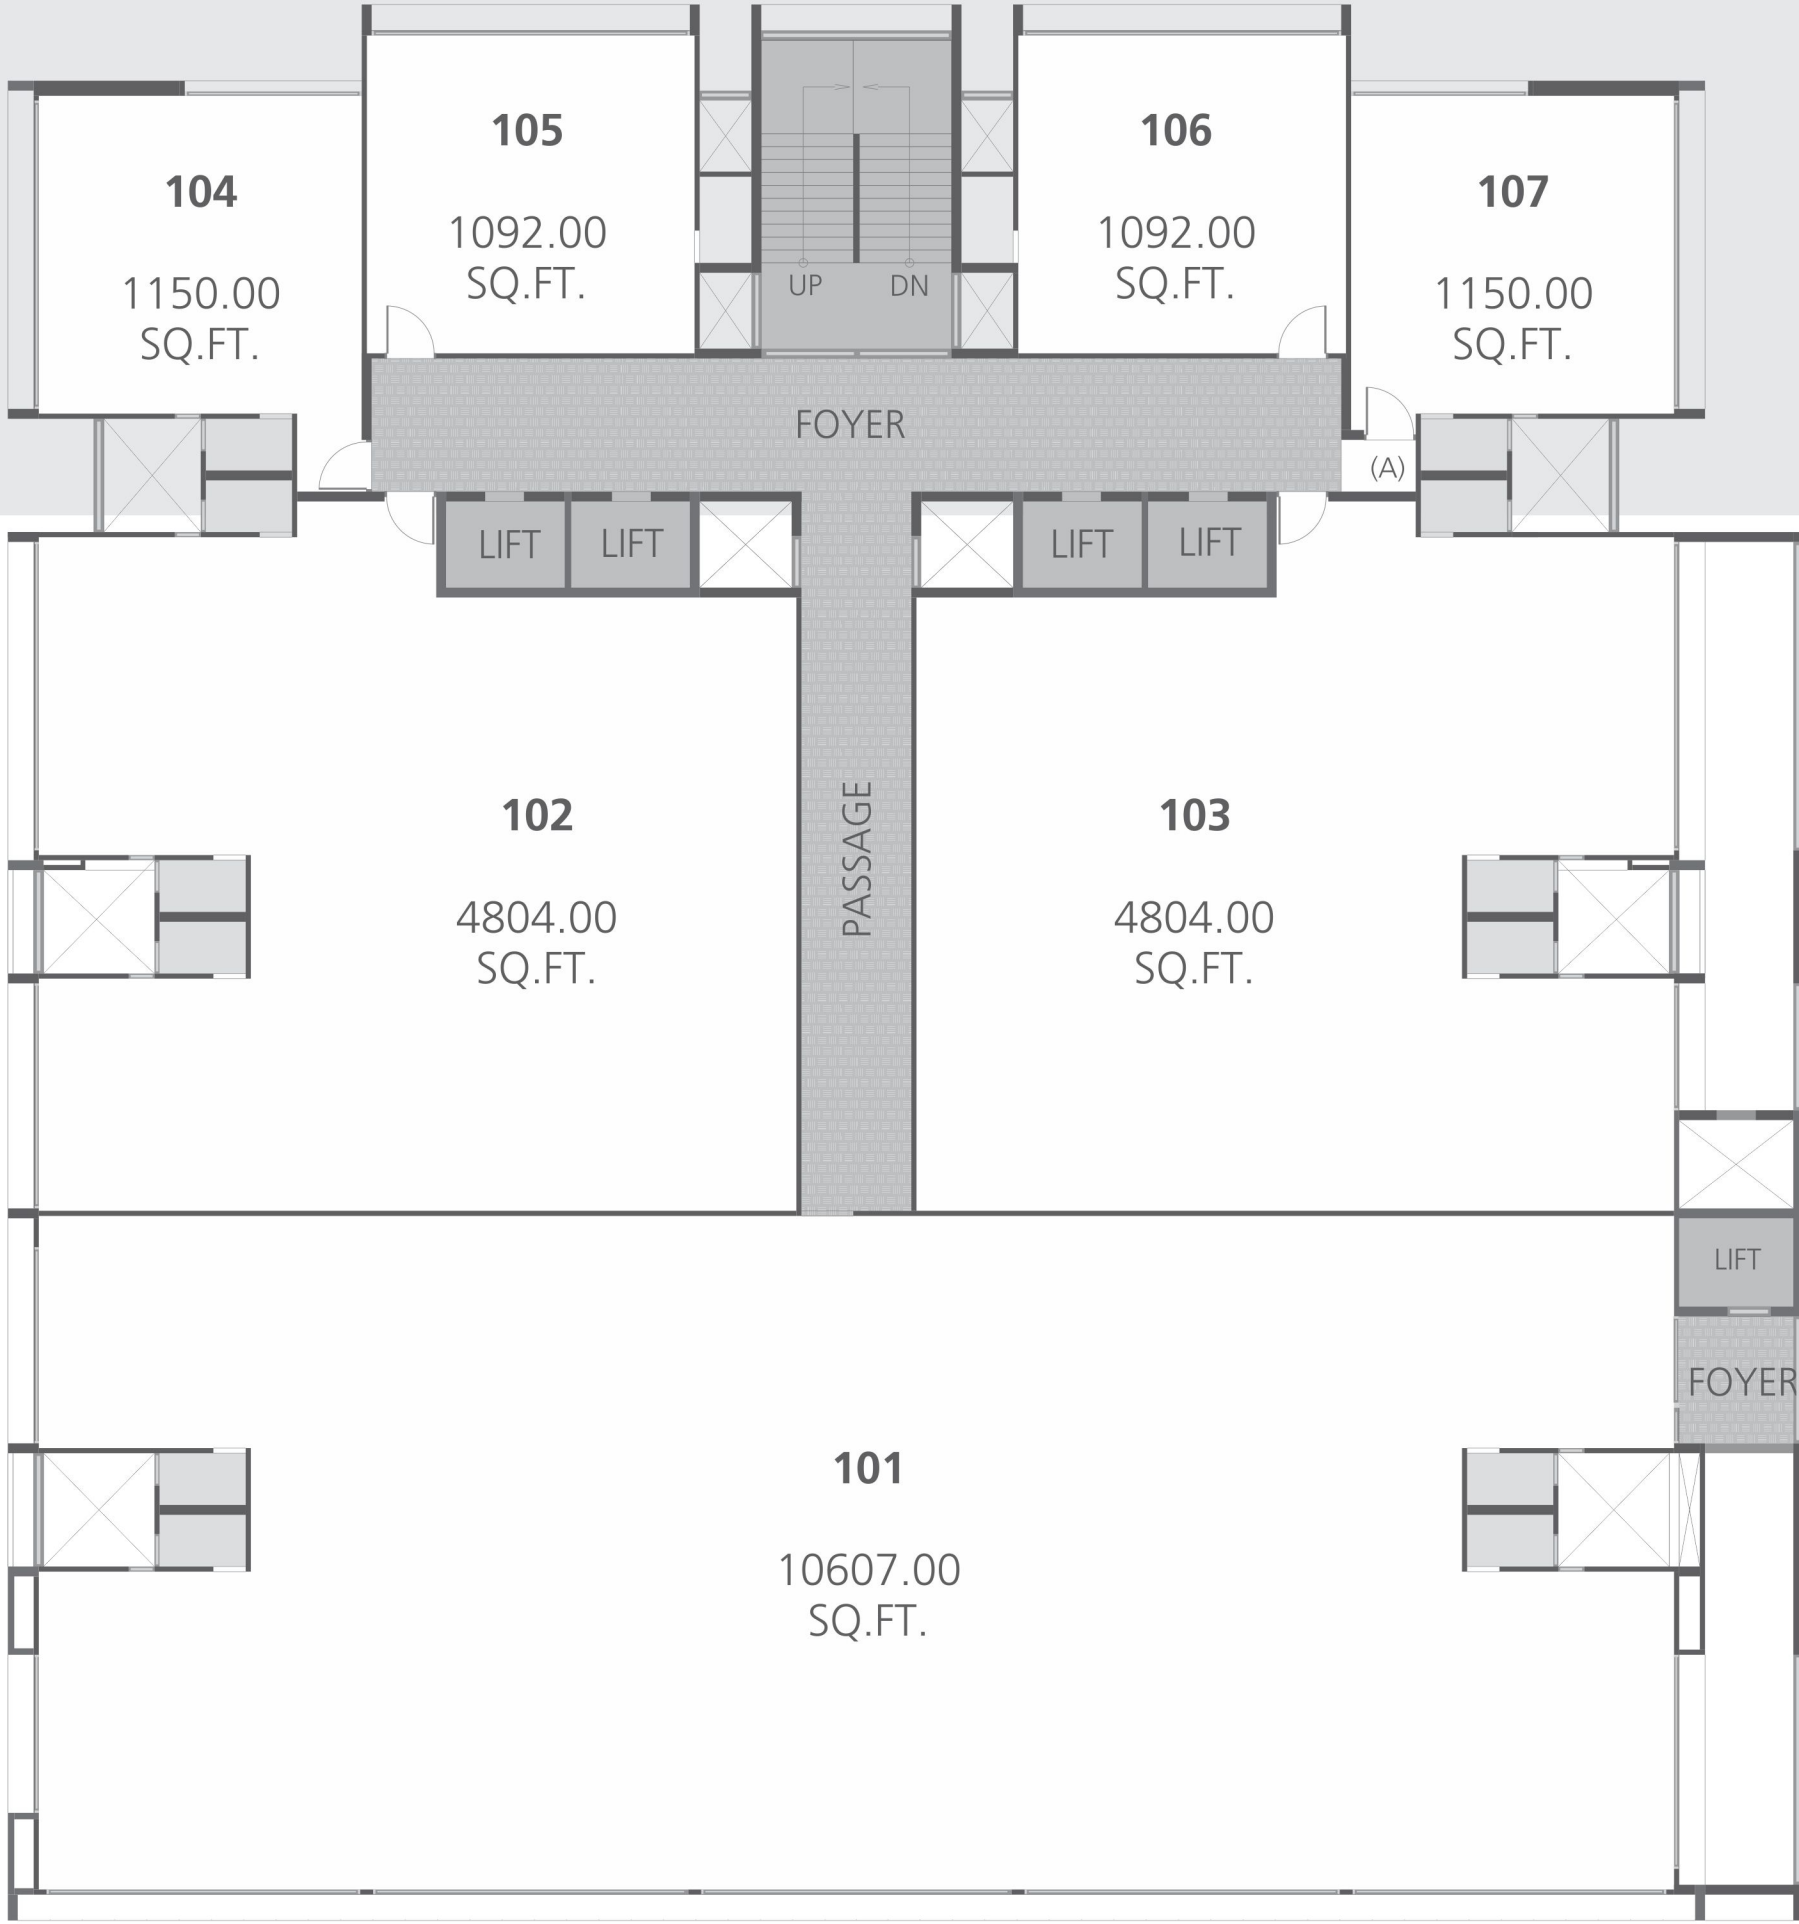 105
1092.00
SQ.FT.
106
1092.00
SQ.FT.
104
1150.00
SQ.FT.
107
1150.00
SQ.FT.
UP
DN
FOYER
(A)
LIFT
LIFT
LIFT
LIFT
102
4804.00
SQ.FT.
PASSAGE
103
4804.00
SQ.FT.
LIFT
FOYER
101
10607.00
SQ.FT.